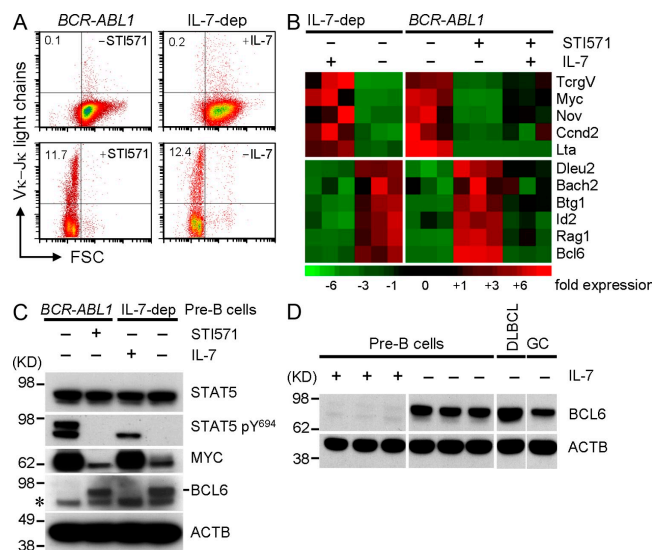 A
BCR-ABL1 IL-7-dep
0.1 –STI571
0.2 +IL-7
11.7 +STI571
12.4 –IL-7
Vκ–Jκ light chains
FSC
B
IL-7-dep BCR-ABL1
– – – + + STI571
+ – – – + IL-7
TcrgV
Myc
Nov
Ccnd2
Lta
Dleu2
Bach2
Btg1
Id2
Rag1
Bcl6
-6 -3 -1 0 +1 +3 +6 fold expression
C
BCR-ABL1 IL-7-dep Pre-B cells
– + – – STI571
– – + – IL-7
(KD)
98 STAT5
98 STAT5 pY694
62 MYC
98 BCL6
*
49 ACTB
38
D
Pre-B cells DLBCL GC
(KD) + + + – – – – – IL-7
98 BCL6
62
38 ACTB